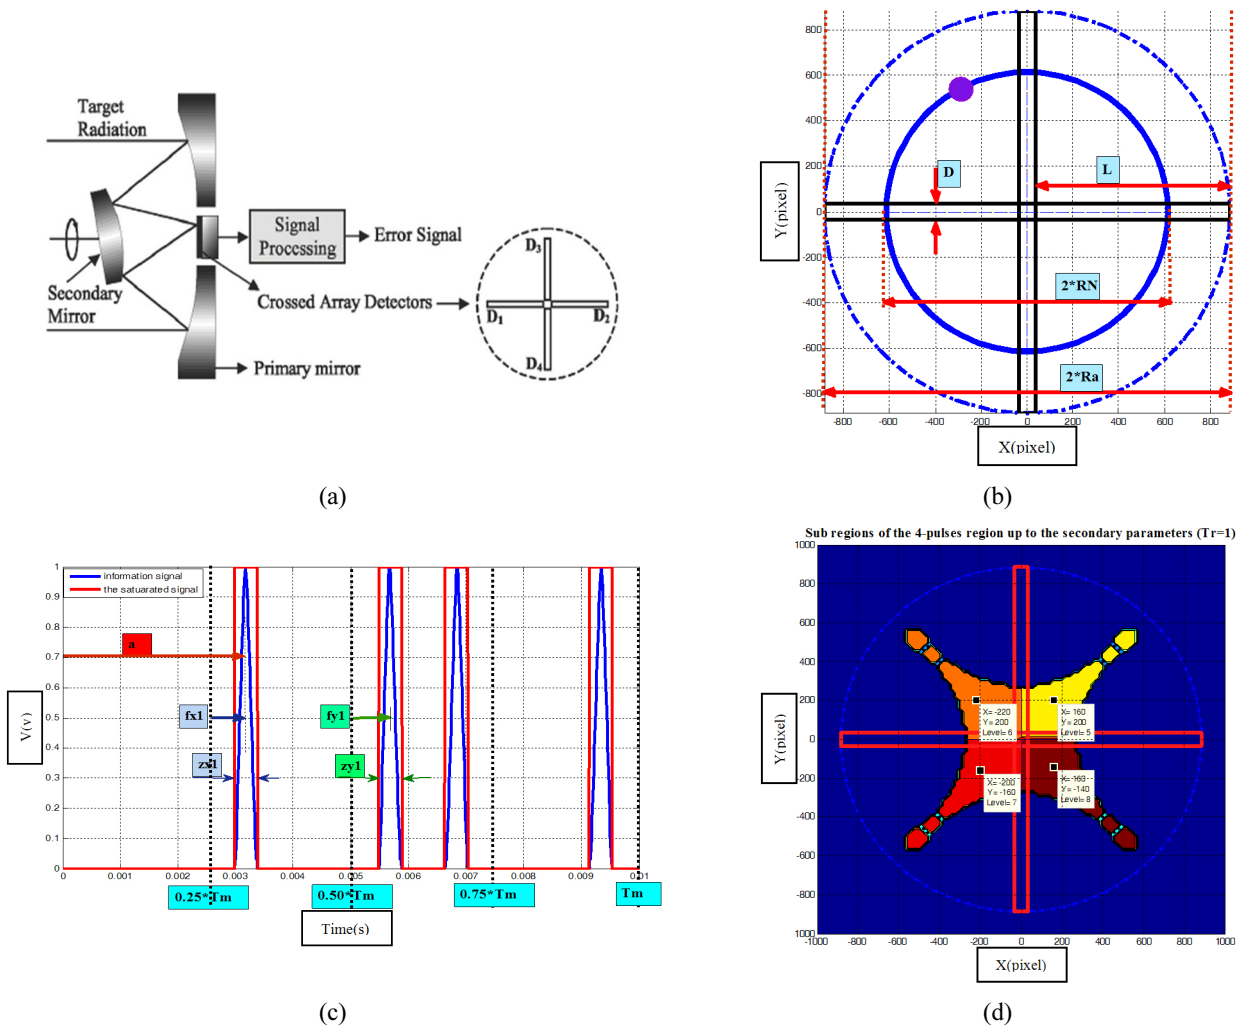 Target
Radiation
Secondary
Mirror
Signal
Processing
Error Signal
Crossed Array Detectors
Primary mirror
D3
D1
D2
D4
(a)
800
600
400
200
0
-200
-400
-600
-800
Y(pixel)
D
L
2*RN
2*Ra
-800 -600 -400 -200 0 200 400 600 800
X(pixel)
(b)
1
0.9
0.8
0.7
0.6
0.5
0.4
0.3
0.2
0.1
0
V(v)
information signal
the satuarated signal
a
fx1
fy1
zx1
zy1
0 0.001 0.002 0.003 0.004 0.005 0.006 0.007 0.008 0.009 0.01
0.25*Tm
0.50*Tm
0.75*Tm
Tm
Time(s)
(c)
Sub regions of the 4-pulses region up to the secondary parameters (Tr=1)
1000
800
600
400
200
0
-200
-400
-600
-800
1000
Y(pixel)
X= -220
Y= 200
Level= 6
X= 160
Y= 200
Level= 5
X= -200
Y= -160
Level= 7
X= -160
Y= -140
Level= 8
-1000 -800 -600 -400 -200 0 200 400 600 800 1000
X(pixel)
(d)